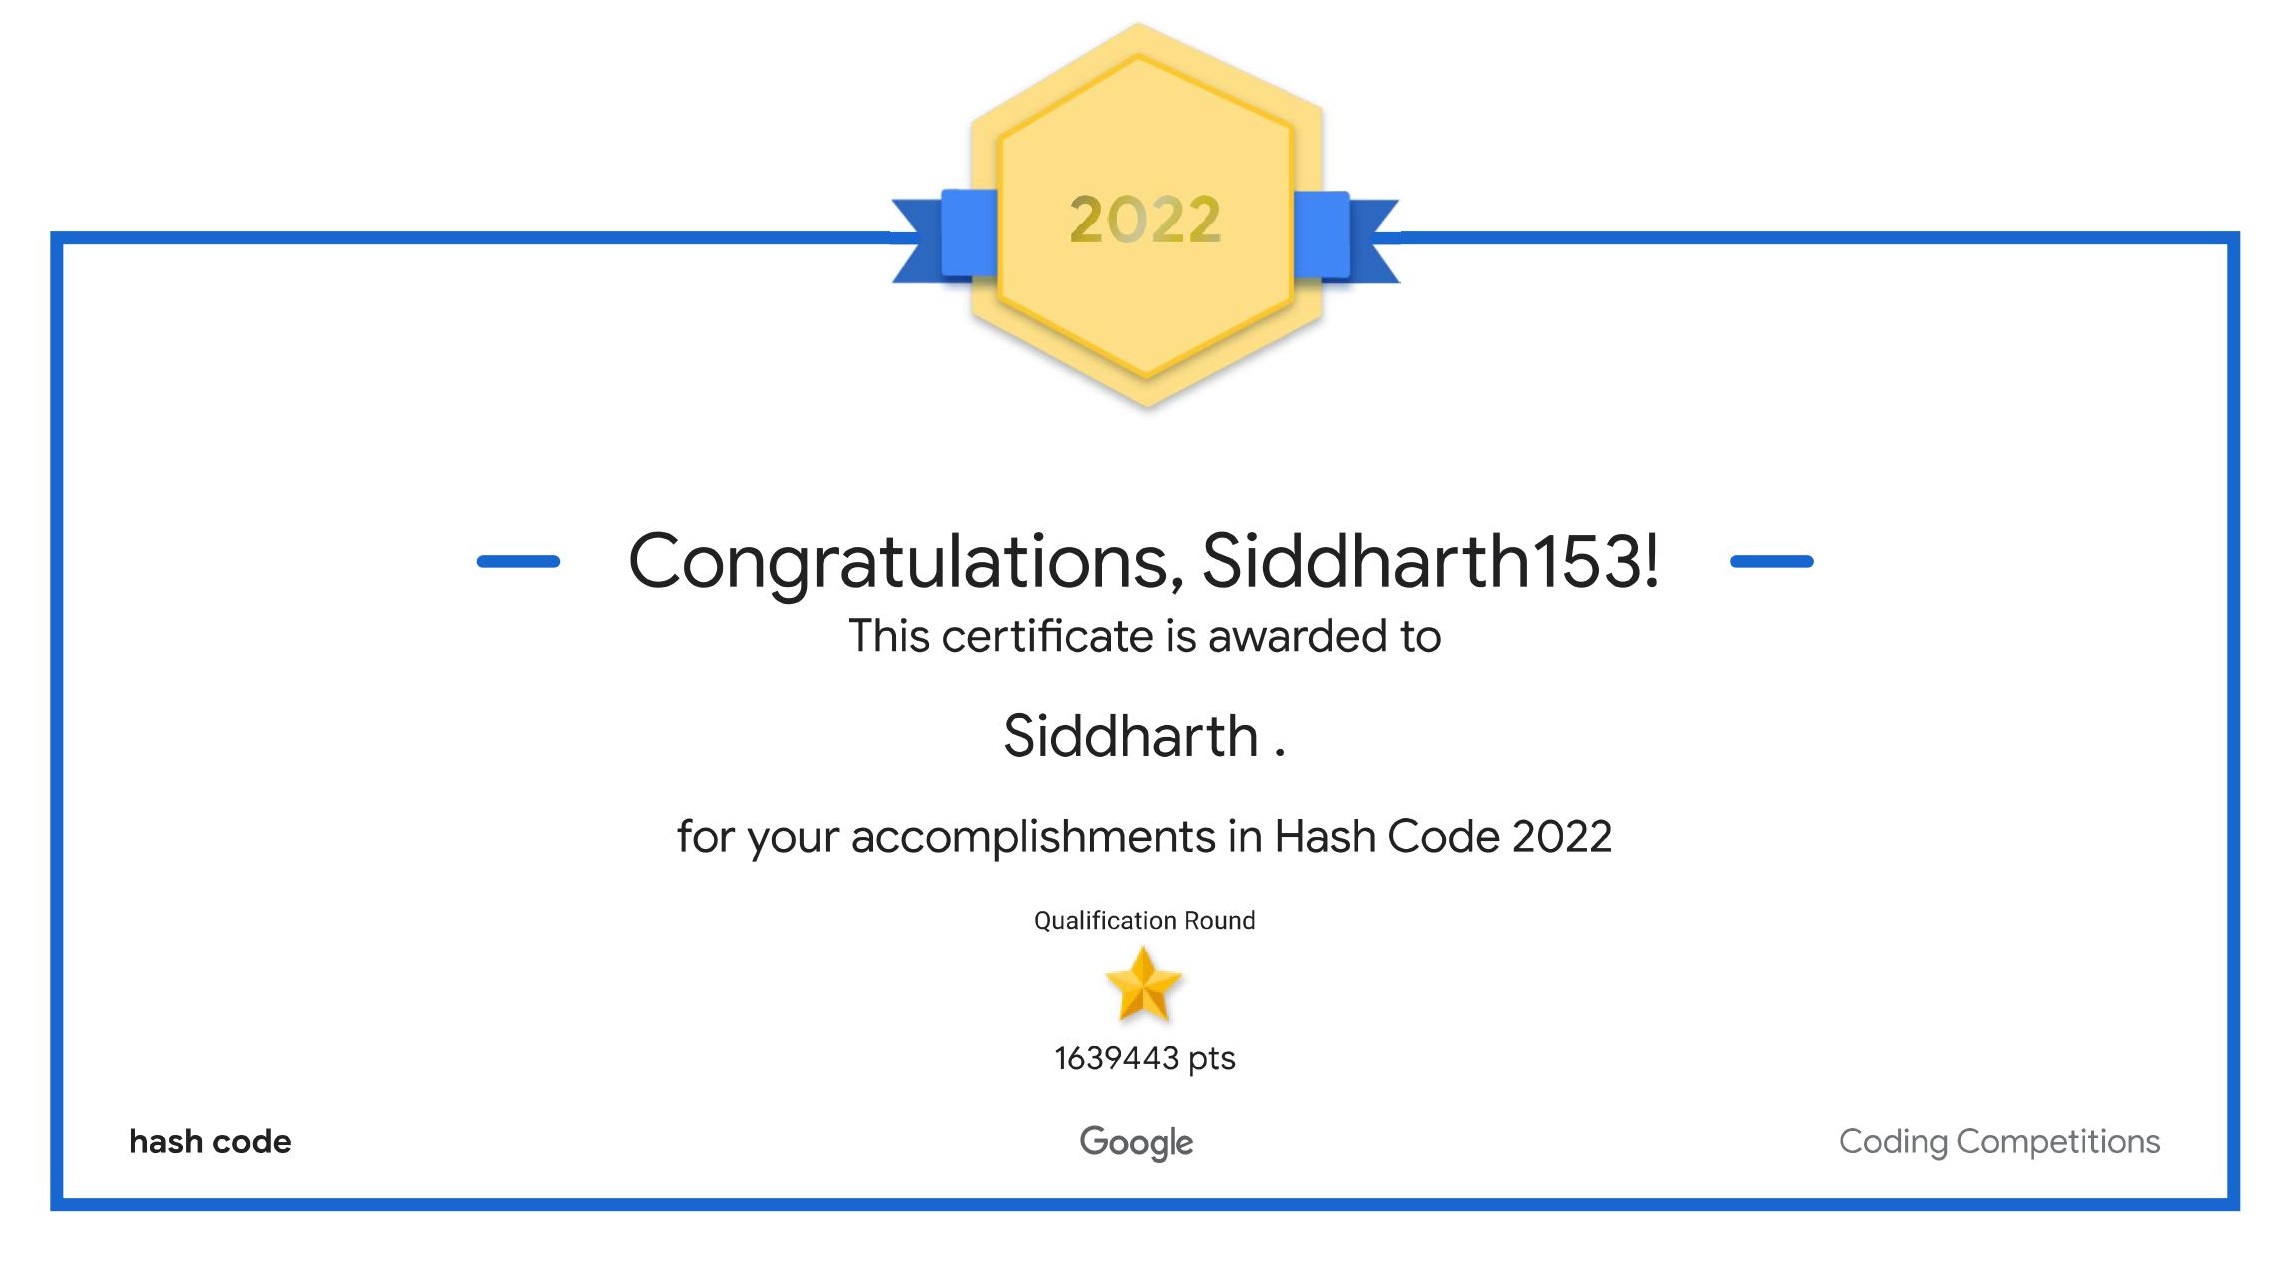 2022
Congratulations, Siddharth153!
This certificate is awarded to
Siddharth .
for your accomplishments in Hash Code 2022
Qualification Round
1639443 pts
hash code
Google
Coding Competitions